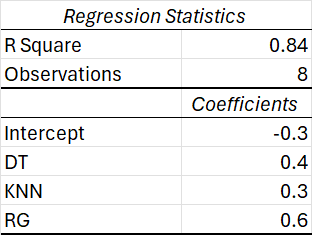 Regression Statistics
R Square 0.84
Observations 8
Coefficients
Intercept -0.3
DT 0.4
KNN 0.3
RG 0.6